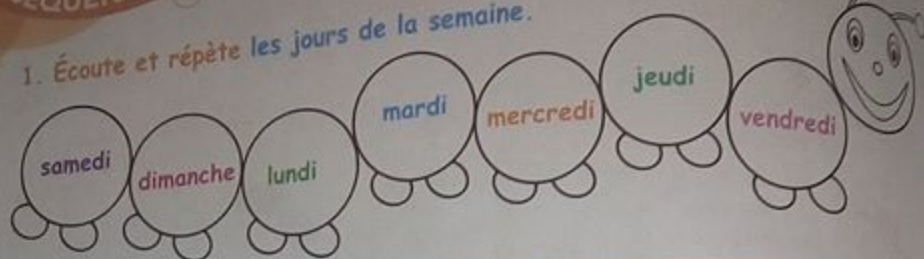 1. Écoute et répète les jours de la semaine.
samedi dimanche lundi mardi mercredi jeudi vendredi